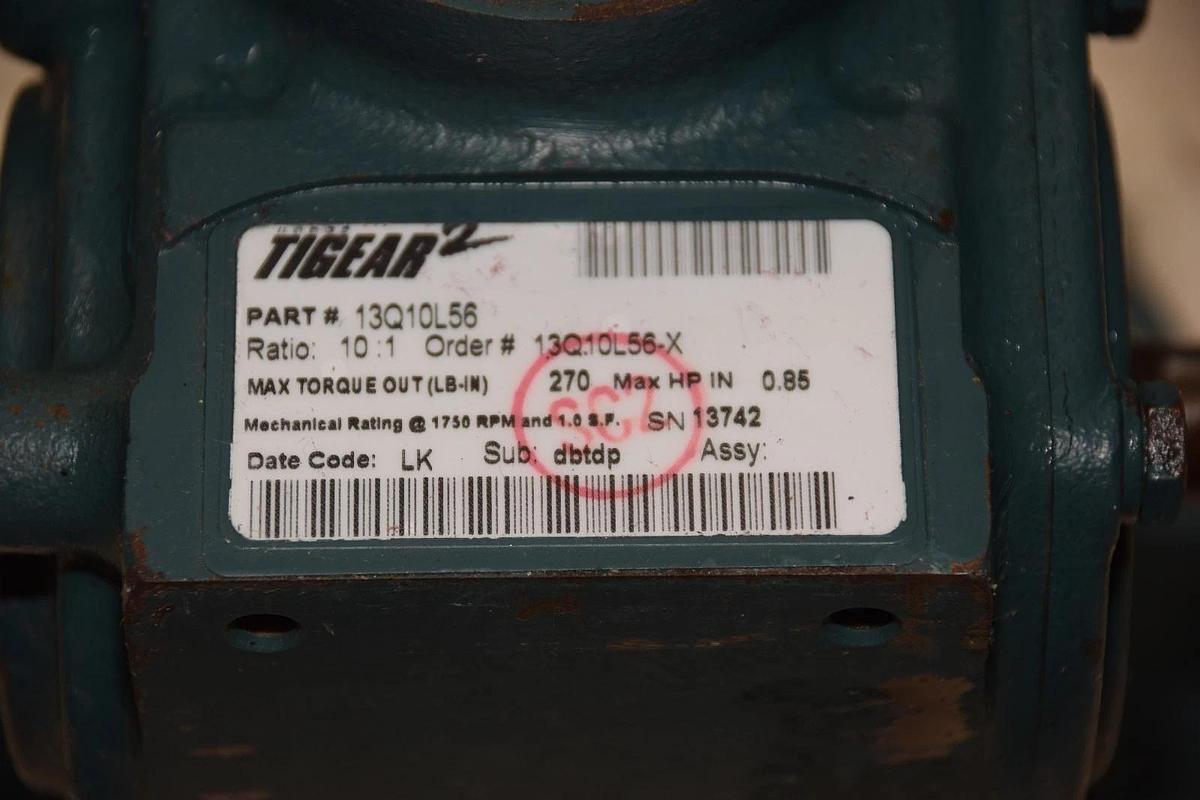 TIGEAR2
PART # 13Q10L56
Ratio: 10 :1 Order # 13Q10L56-X
MAX TORQUE OUT (LB-IN) 270 Max HP IN 0.85
Mechanical Rating @ 1750 RPM and 1.0 S.F. SN 13742
Date Code: LK Sub: dbtdp Assy: